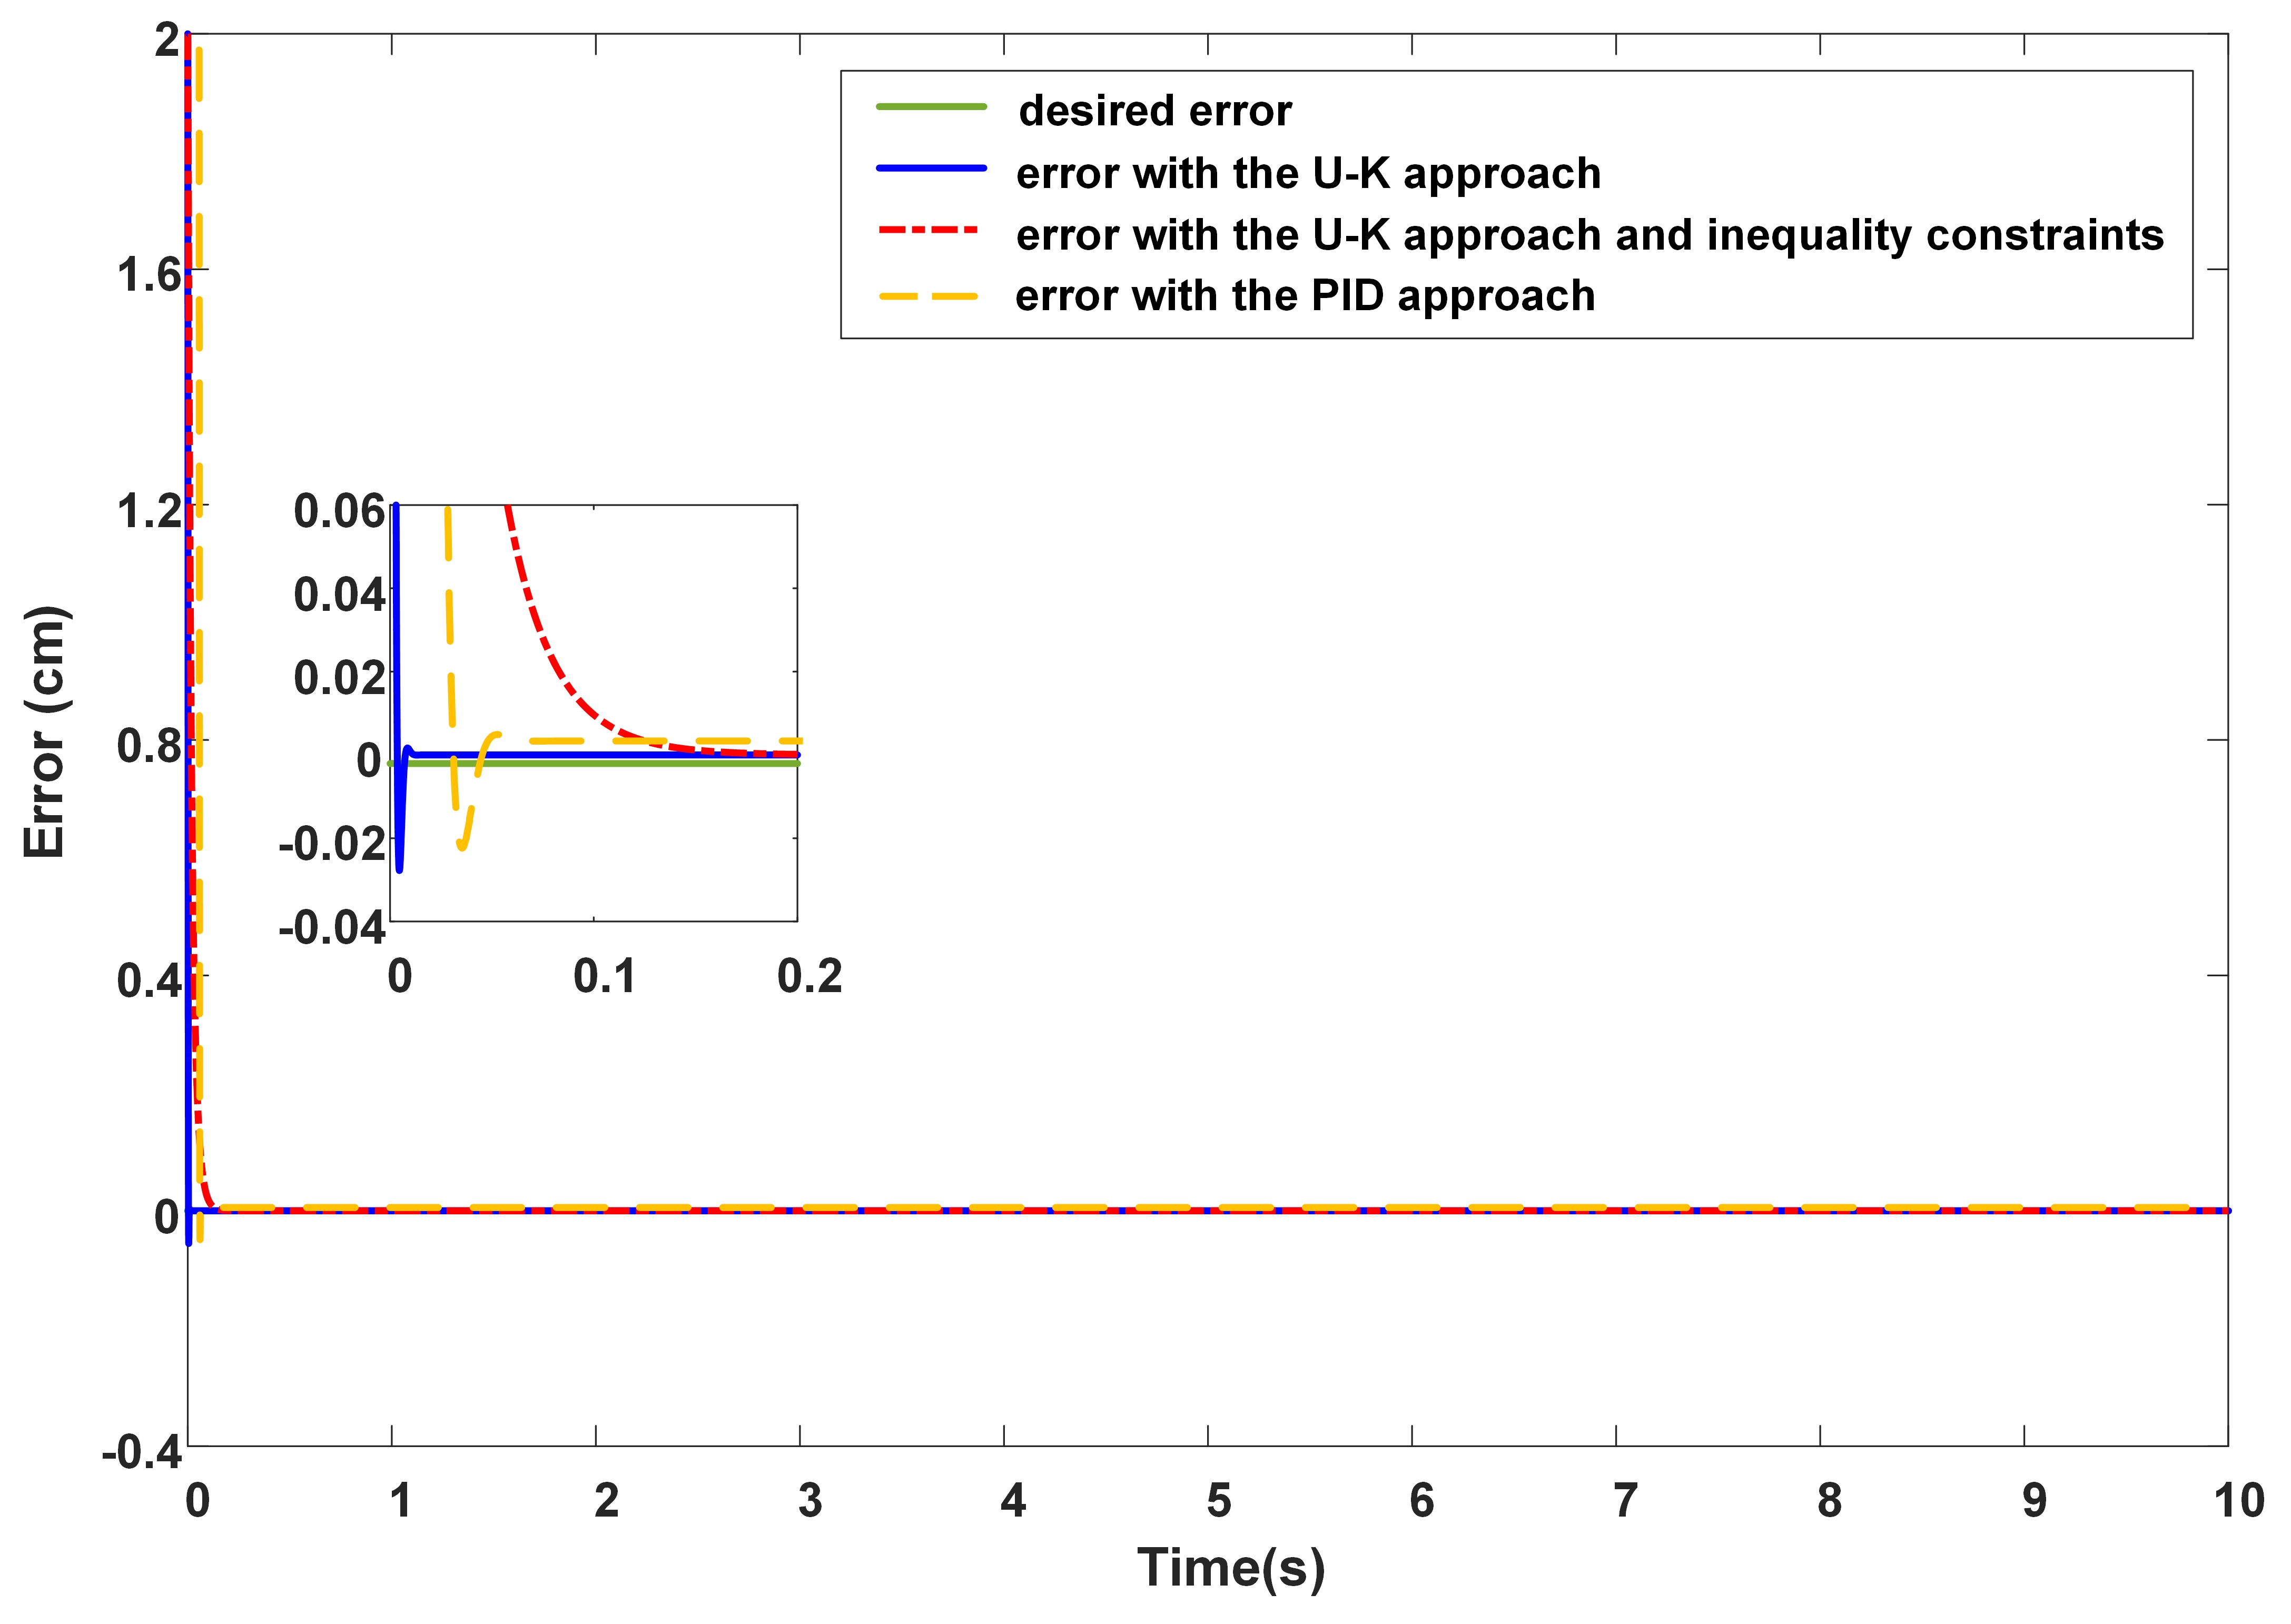 2
1.6
1.2
0.8
0.4
0
-0.4
Error (cm)
desired error
error with the U-K approach
error with the U-K approach and inequality constraints
error with the PID approach
0.06
0.04
0.02
0
-0.02
-0.04
0 0.1 0.2
0 1 2 3 4 5 6 7 8 9 10
Time(s)